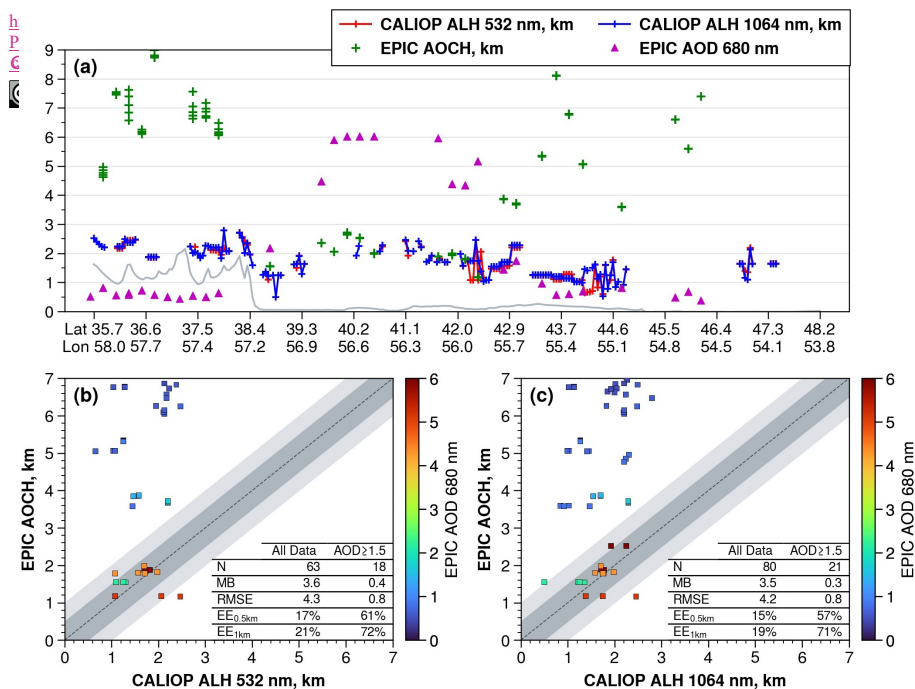 h
P
CALIOP ALH 532 nm, km
CALIOP ALH 1064 nm, km
EPIC AOCH, km
EPIC AOD 680 nm
(a)
9
8
7
6
5
4
3
2
1
0
Lat 35.7 36.6 37.5 38.4 39.3 40.2 41.1 42.0 42.9 43.7 44.6 45.5 46.4 47.3 48.2
Lon 58.0 57.7 57.4 57.2 56.9 56.6 56.3 56.0 55.7 55.4 55.1 54.8 54.5 54.1 53.8
(b)
EPIC AOCH, km
7
6
5
4
3
2
1
0
0 1 2 3 4 5 6 7
CALIOP ALH 532 nm, km
All Data AOD≥1.5
N 63 18
MB 3.6 0.4
RMSE 4.3 0.8
EE0.5km 17% 61%
EE1km 21% 72%
6
5
4
3
2
1
0
EPIC AOD 680 nm
(c)
EPIC AOCH, km
7
6
5
4
3
2
1
0
0 1 2 3 4 5 6 7
CALIOP ALH 1064 nm, km
All Data AOD≥1.5
N 80 21
MB 3.5 0.3
RMSE 4.2 0.8
EE0.5km 15% 57%
EE1km 19% 71%
6
5
4
3
2
1
0
EPIC AOD 680 nm